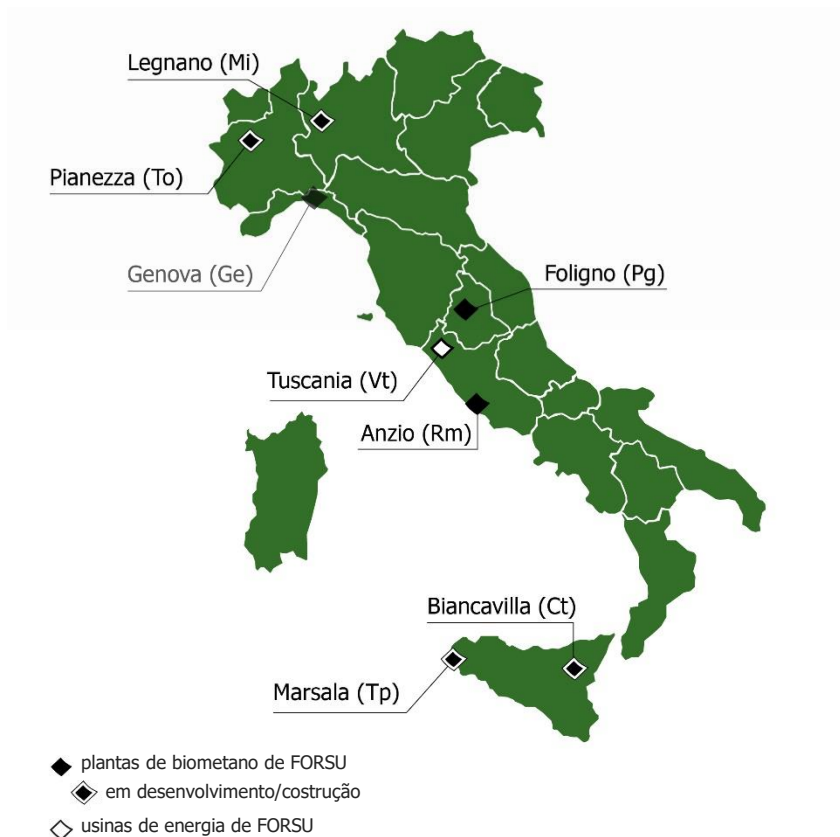 Legnano (Mi)
Pianezza (To)
Genova (Ge)
Foligno (Pg)
Tuscania (Vt)
Anzio (Rm)
Biancavilla (Ct)
Marsala (Tp)
plantas de biometano de FORSU
em desenvolvimento/costrução
usinas de energia de FORSU